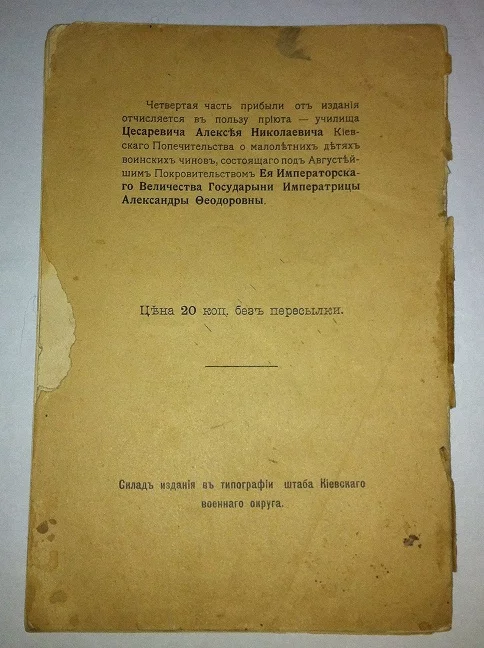 Четвертая часть прибыли отъ изданія
отчисляется въ пользу пріюта — училища
Цесаревича Алексѣя Николаевича Кіев-
скаго Попечительства о малолѣтнихъ дѣтяхъ
воинскихъ чиновъ, состоящаго подъ Августѣй-
шимъ Покровительствомъ Ея Императорска-
го Величества Государыни Императрицы
Александры Ѳеодоровны.
Цѣна 20 коп. безъ пересылки.
Складъ изданія въ типографіи штаба Кіевскаго
военнаго округа.